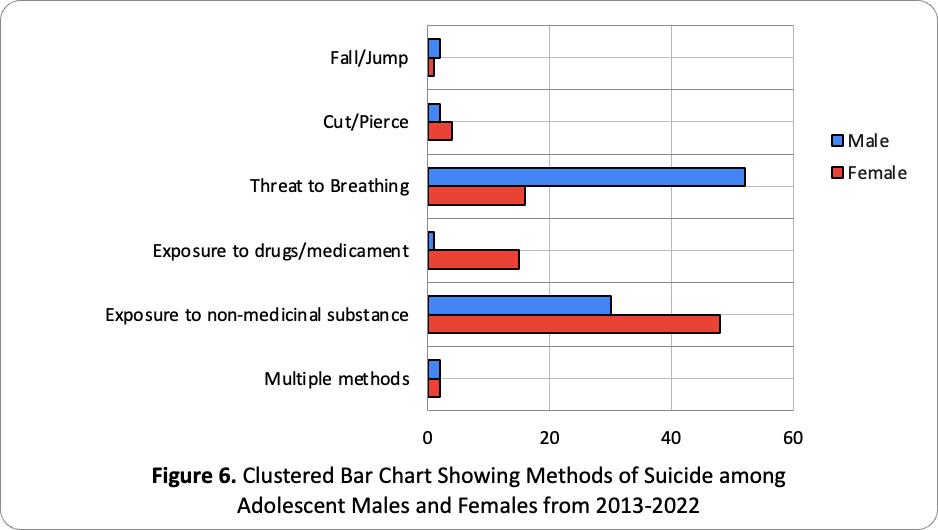 Fall/Jump
Cut/Pierce
Threat to Breathing
Exposure to drugs/medicament
Exposure to non-medicinal substance
Multiple methods
Male
Female
0 20 40 60
Figure 6. Clustered Bar Chart Showing Methods of Suicide among
Adolescent Males and Females from 2013-2022